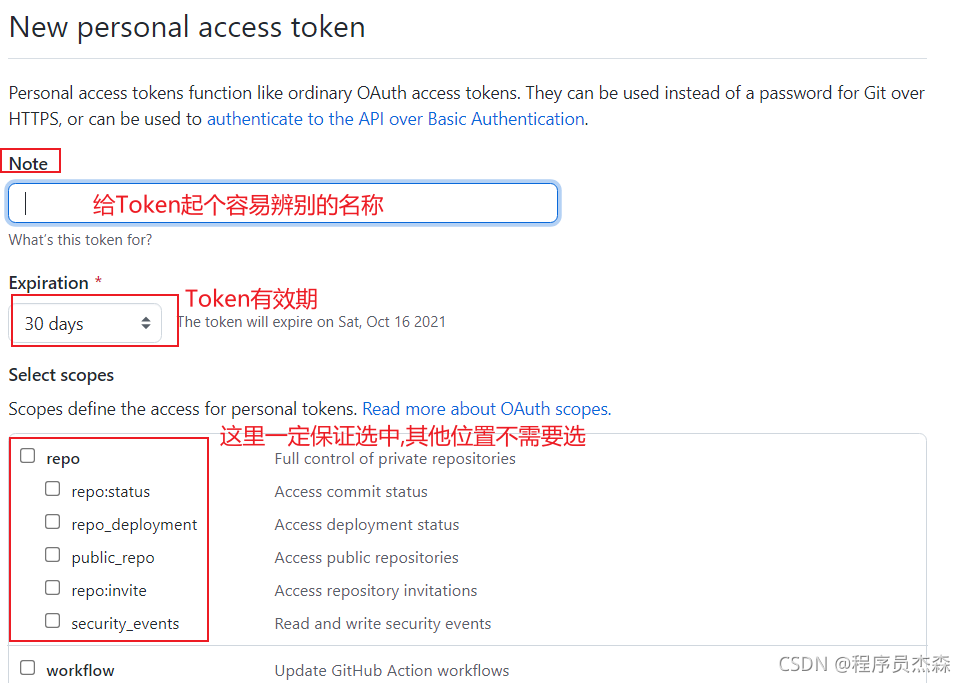 New personal access token
Personal access tokens function like ordinary OAuth access tokens. They can be used instead of a password for Git over
HTTPS, or can be used to authenticate to the API over Basic Authentication.
Note
给Token起个容易辨别的名称
What's this token for?
Expiration *
Token有效期
30 days
The token will expire on Sat, Oct 16 2021
Select scopes
Scopes define the access for personal tokens. Read more about OAuth scopes.
这里一定保证选中,其他位置不需要选
repo Full control of private repositories
repo:status Access commit status
repo_deployment Access deployment status
public_repo Access public repositories
repo:invite Access repository invitations
security_events Read and write security events
workflow Update GitHub Action workflows
CSDN @程序员杰森